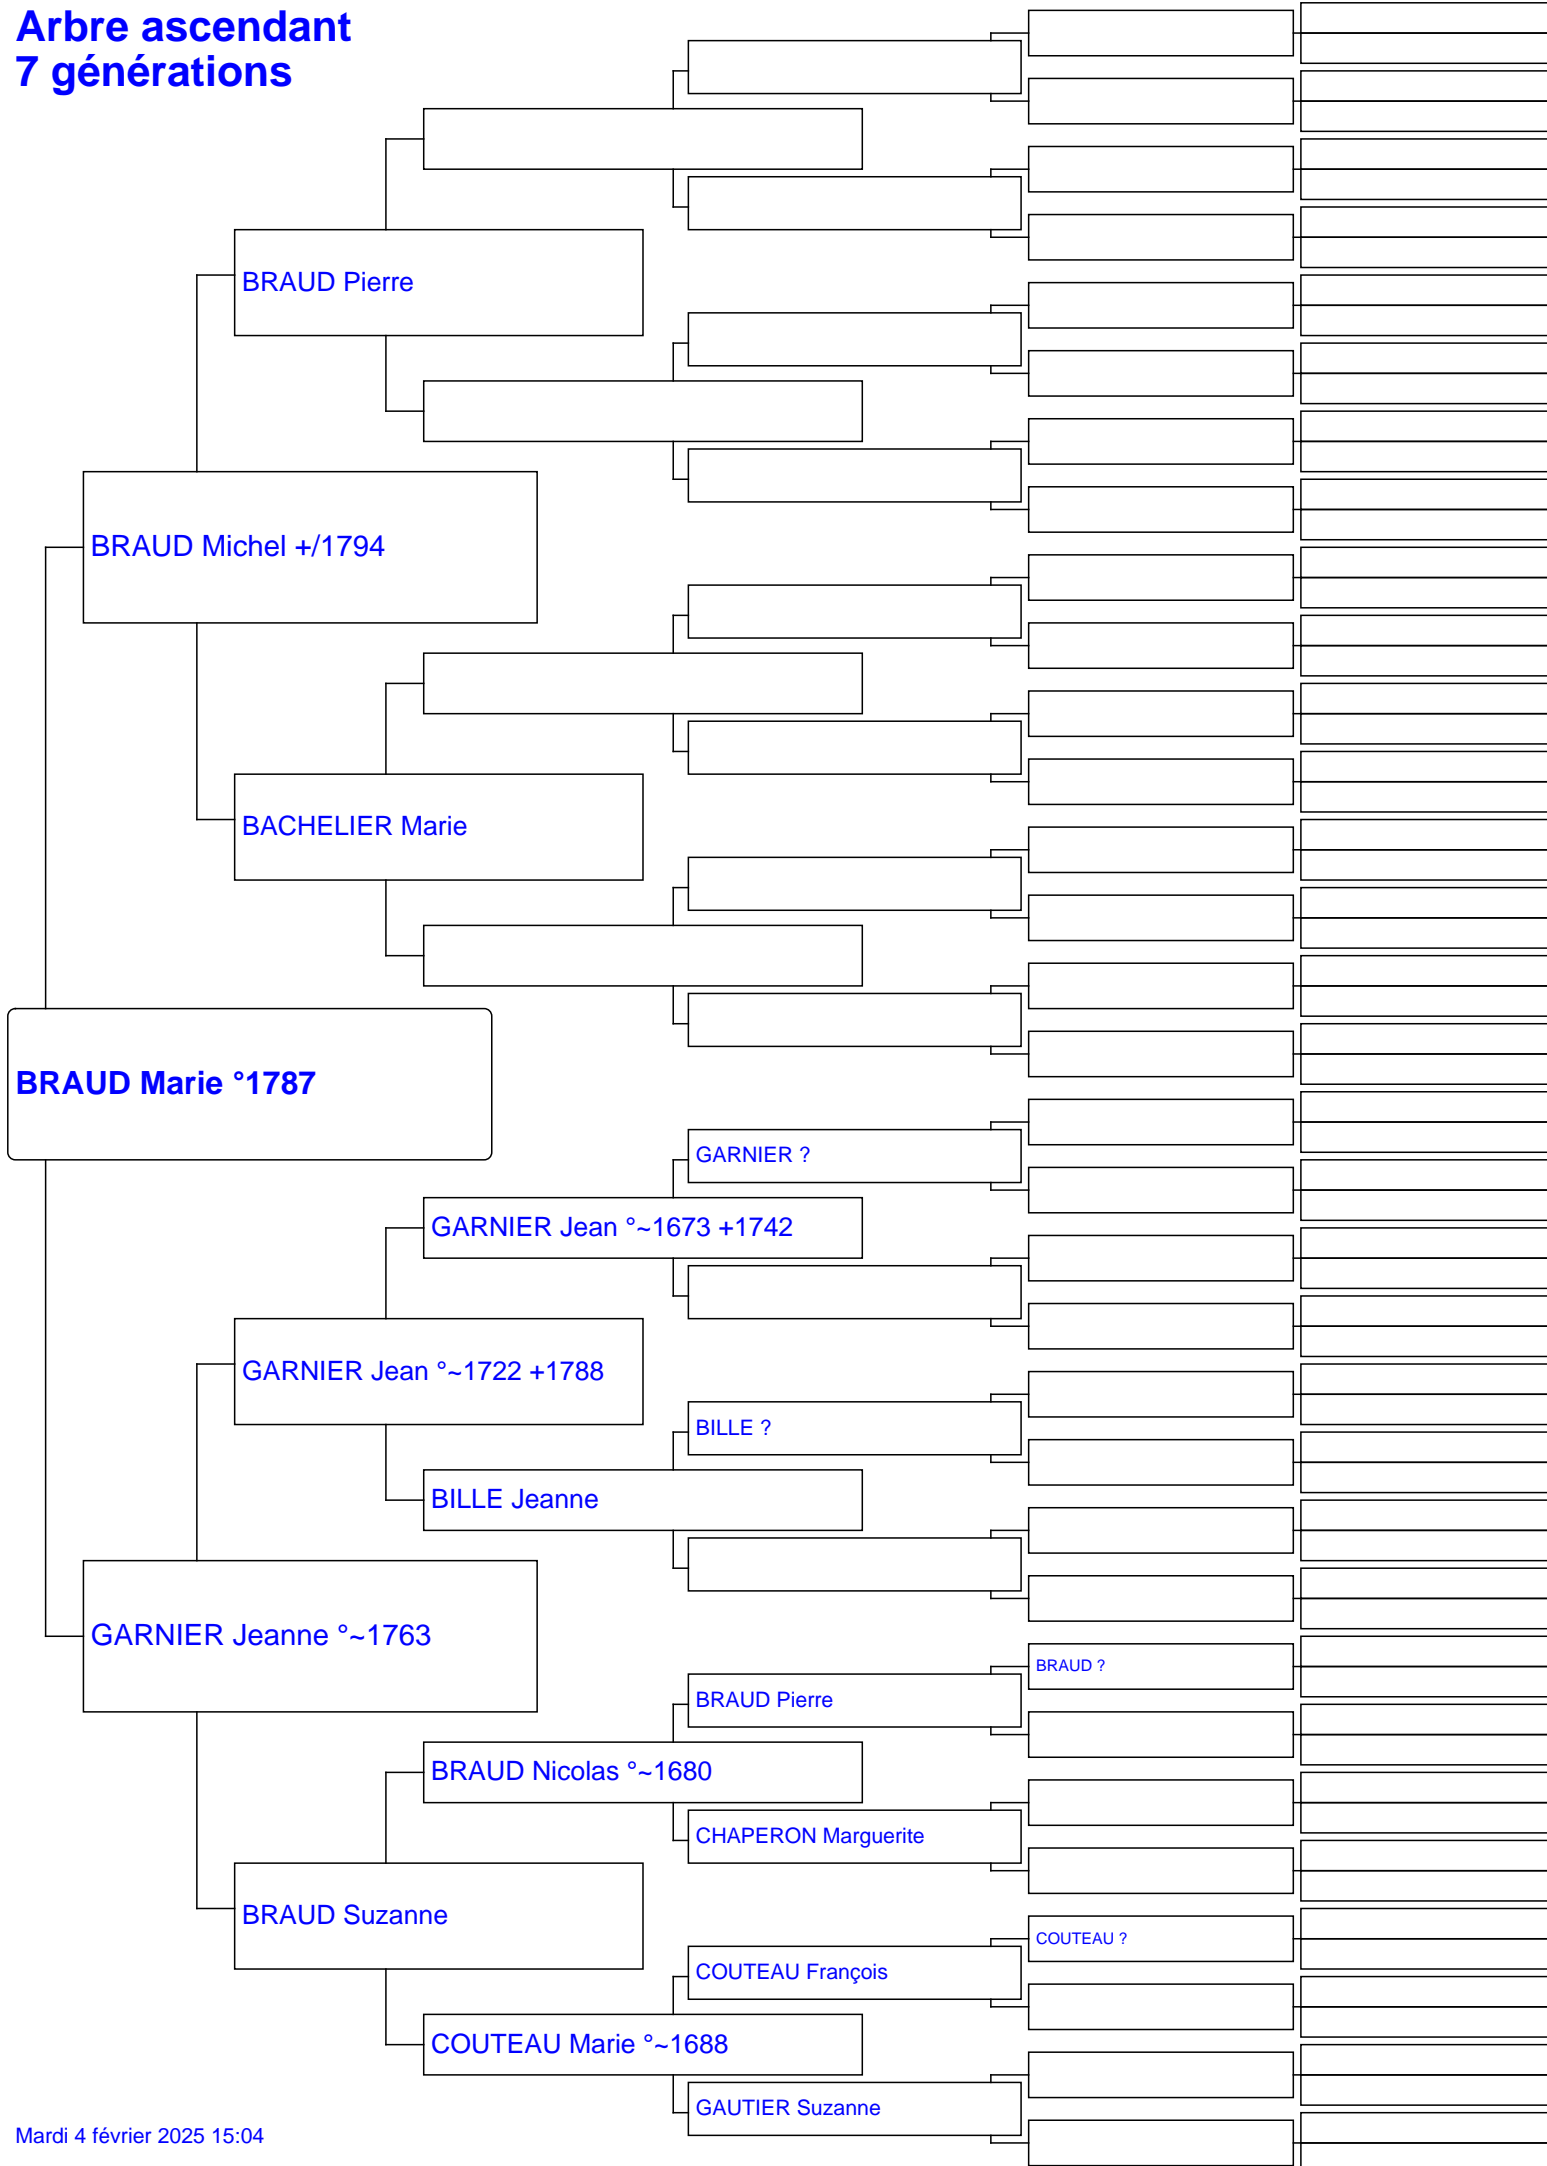 Arbre ascendant
7 générations
BRAUD Pierre
BRAUD Michel +/1794
BACHELIER Marie
BRAUD Marie °1787
GARNIER ?
GARNIER Jean °~1673 +1742
GARNIER Jean °~1722 +1788
BILLE ?
BILLE Jeanne
GARNIER Jeanne °~1763
BRAUD ?
BRAUD Pierre
BRAUD Nicolas °~1680
CHAPERON Marguerite
BRAUD Suzanne
COUTEAU ?
COUTEAU François
COUTEAU Marie °~1688
GAUTIER Suzanne
Mardi 4 février 2025 15:04